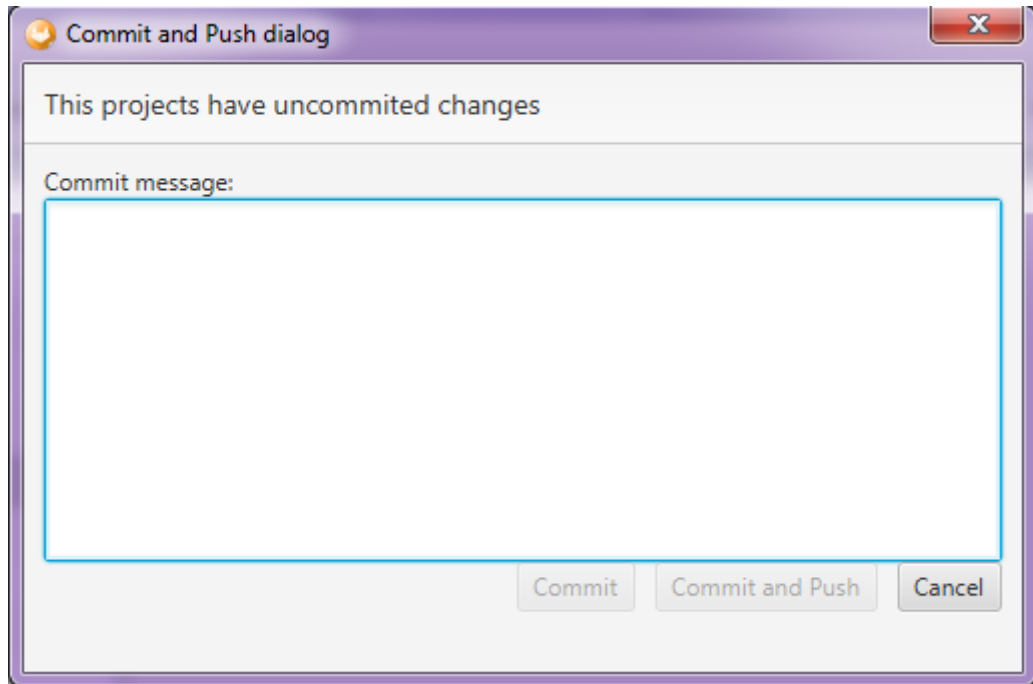 Commit and Push dialog
This projects have uncommited changes
Commit message:
Commit Commit and Push Cancel